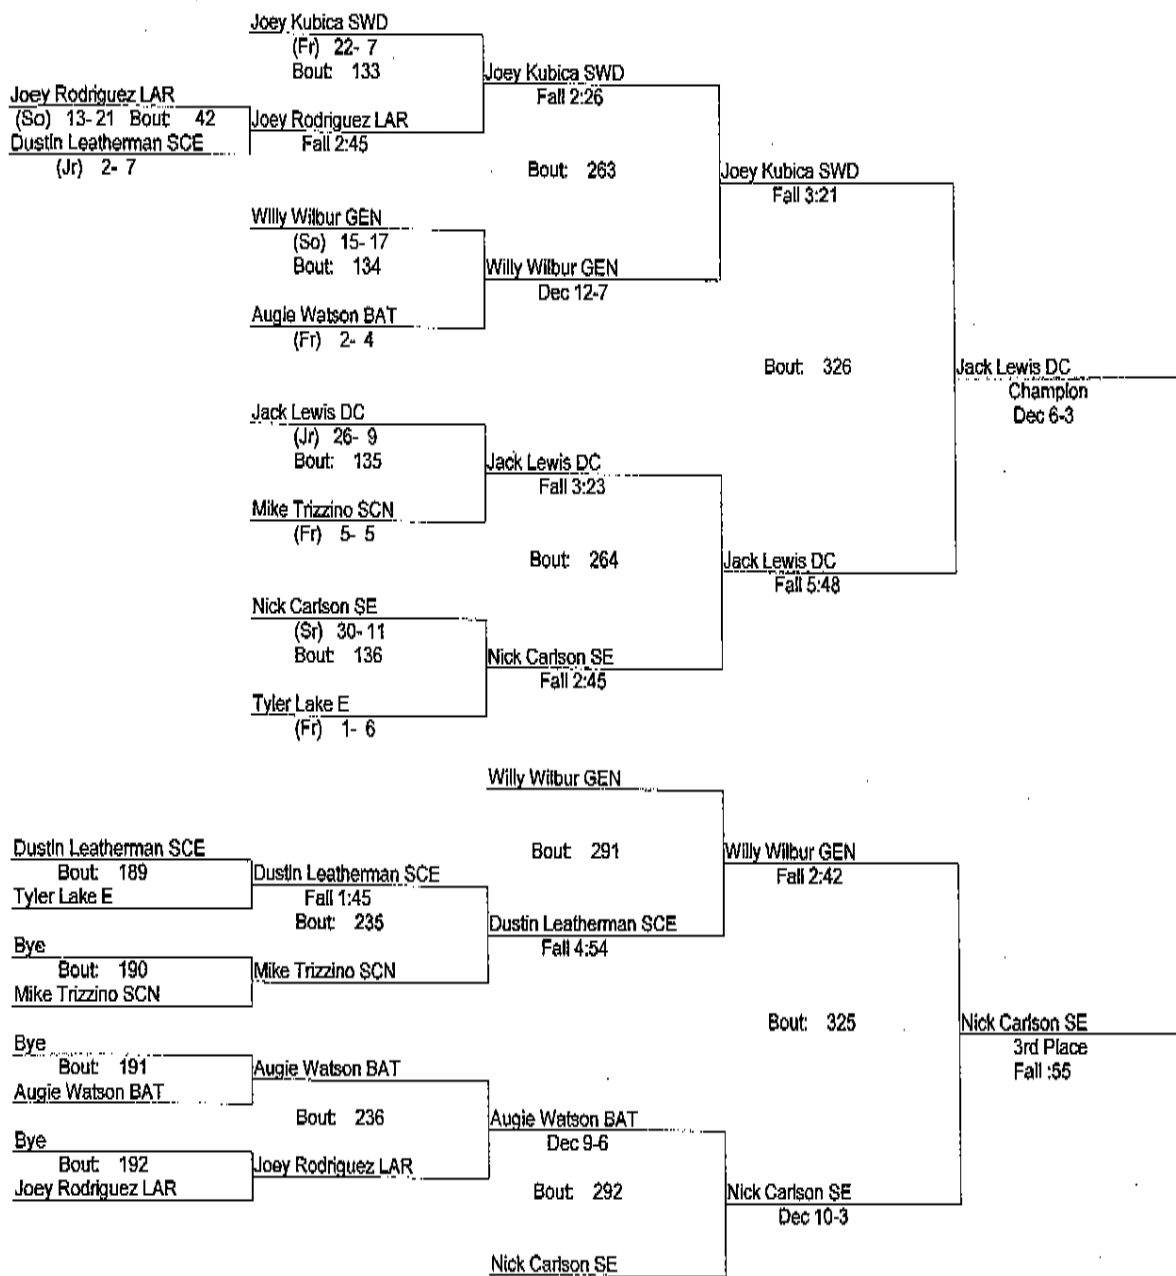 Joey Kubica SWD
(Fr) 22- 7
Bout: 133
Joey Kubica SWD
Fall 2:26
Joey Rodriguez LAR
(So) 13-21 Bout: 42
Joey Rodriguez LAR
Fall 2:45
Dustin Leatherman SCE
(Jr) 2- 7
Bout: 263
Joey Kubica SWD
Fall 3:21
Willy Wilbur GEN
(So) 15-17
Bout: 134
Willy Wilbur GEN
Dec 12-7
Augie Watson BAT
(Fr) 2- 4
Bout: 326
Jack Lewis DC
Champion
Dec 6-3
Jack Lewis DC
(Jr) 26- 9
Bout: 135
Jack Lewis DC
Fall 3:23
Mike Trizzino SCN
(Fr) 5- 5
Bout: 264
Jack Lewis DC
Fall 5:48
Nick Carlson SE
(Sr) 30-11
Bout: 136
Nick Carlson SE
Fall 2:45
Tyler Lake E
(Fr) 1- 6
Willy Wilbur GEN
Bout: 291
Willy Wilbur GEN
Fall 2:42
Dustin Leatherman SCE
Bout: 189
Dustin Leatherman SCE
Fall 1:45
Tyler Lake E
Bout: 235
Dustin Leatherman SCE
Fall 4:54
Bye
Bout: 190
Mike Trizzino SCN
Mike Trizzino SCN
Bout: 325
Nick Carlson SE
3rd Place
Fall :55
Bye
Bout: 191
Augie Watson BAT
Augie Watson BAT
Bout: 236
Augie Watson BAT
Dec 9-6
Bye
Bout: 192
Joey Rodriguez LAR
Joey Rodriguez LAR
Bout: 292
Nick Carlson SE
Dec 10-3
Nick Carlson SE